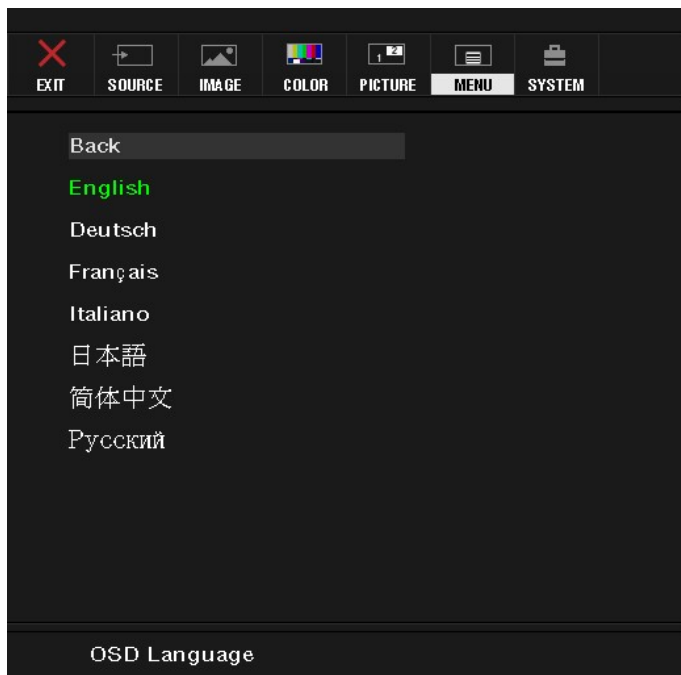 EXIT SOURCE IMAGE COLOR PICTURE MENU SYSTEM
Back
English
Deutsch
Français
Italiano
日本語
简体中文
Русский
OSD Language